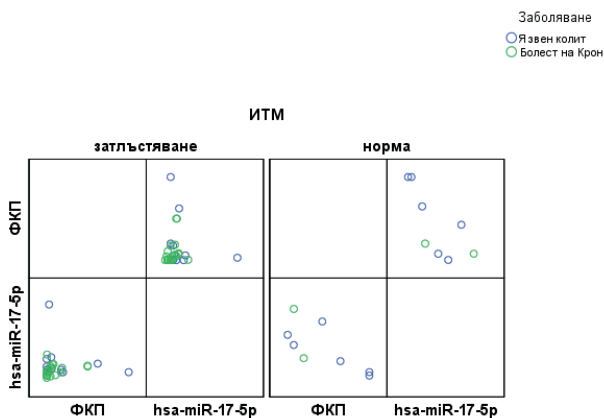 Заболяване
Язвен колит
Болест на Крон
ИТМ
затлъстяване
норма
ФКП
hsa-miR-17-5p
ФКП
hsa-miR-17-5p
ФКП
hsa-miR-17-5p